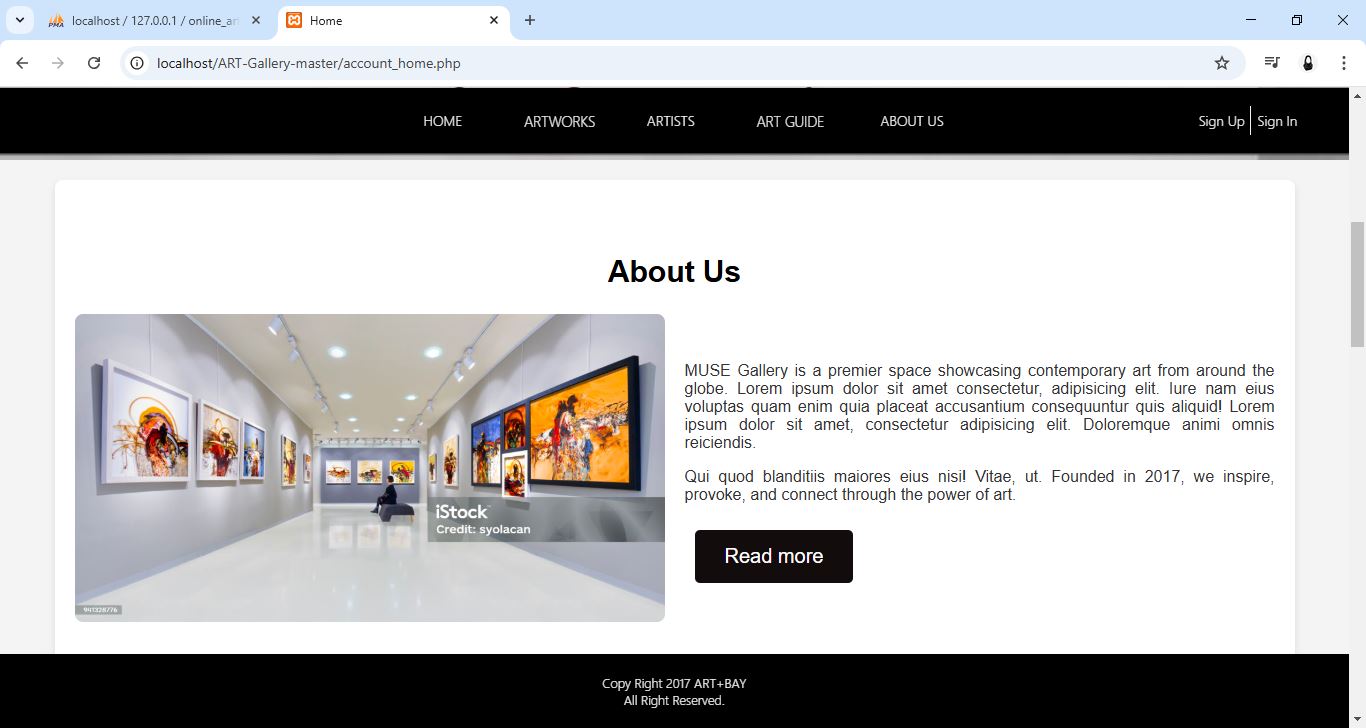 localhost / 127.0.0.1 / online_ar
Home
localhost/ART-Gallery-master/account_home.php
HOME ARTWORKS ARTISTS ART GUIDE ABOUT US Sign Up Sign In
About Us
MUSE Gallery is a premier space showcasing contemporary art from around the
globe. Lorem ipsum dolor sit amet consectetur, adipisicing elit. Iure nam eius
voluptas quam enim quia placeat accusantium consequuntur quis aliquid! Lorem
ipsum dolor sit amet, consectetur adipisicing elit. Doloremque animi omnis
reiciendis.
Qui quod blanditiis maiores eius nisi! Vitae, ut. Founded in 2017, we inspire,
provoke, and connect through the power of art.
iStock
Credit: syolacan
941328776
Read more
Copy Right 2017 ART+BAY
All Right Reserved.